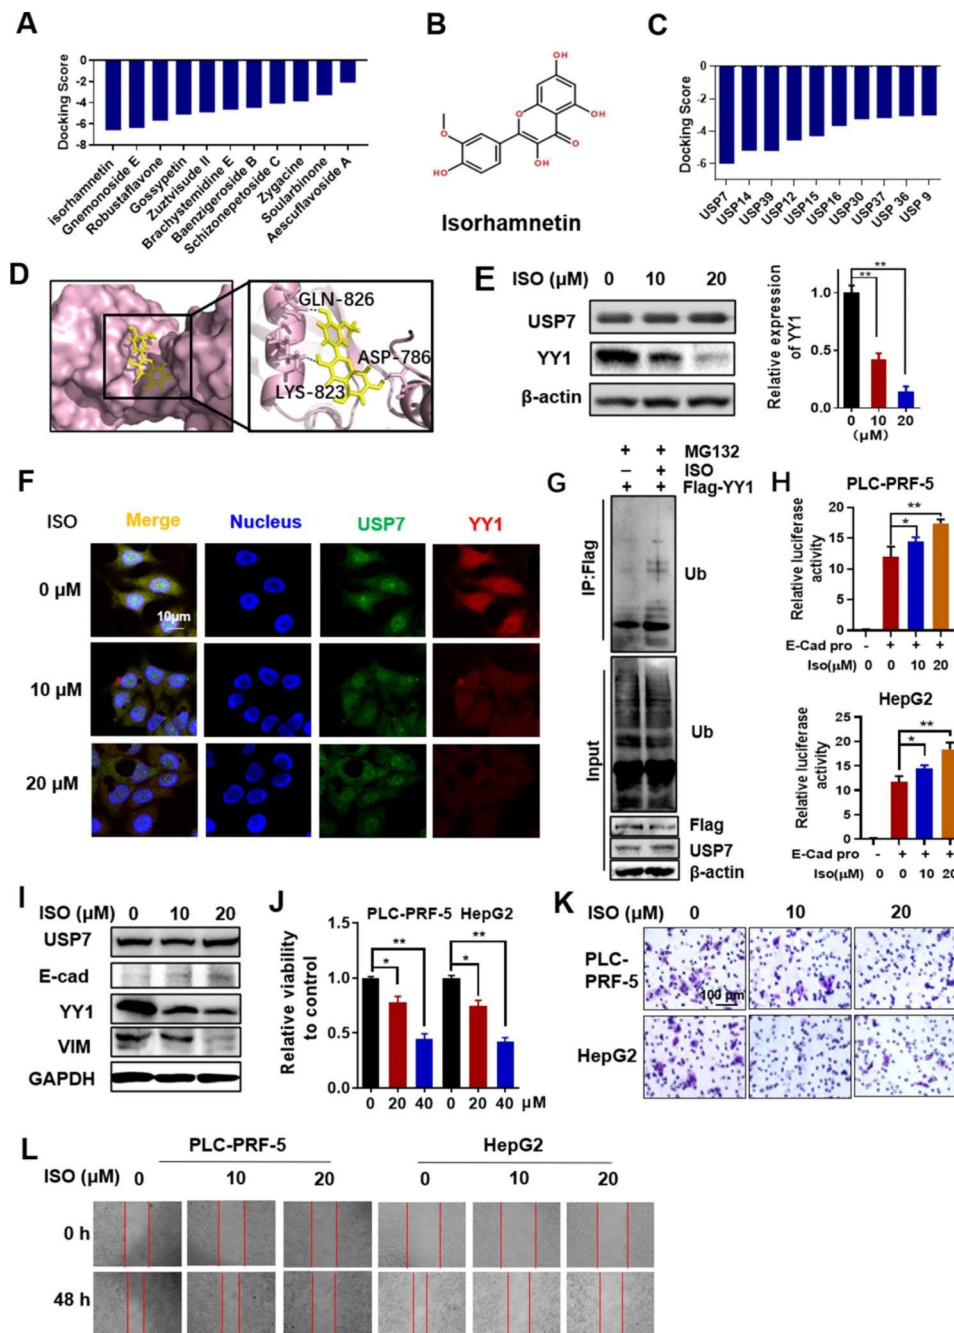 A
Docking Score
0
-2
-4
-6
-8
isorhamnetin
Gnemonoside E
Robustaflavone
Gossypetin
Zuztvisude II
Brachystemidine E
Baenzigeroside B
Schizonepetoside C
Zygacine
Soularbinone
Aescuflavoside A
B
OH
O
O
OH
O
HO
OH
Isorhamnetin
C
Docking Score
0
-2
-4
-6
USP7
USP14
USP39
USP12
USP15
USP16
USP30
USP37
USP 36
USP 9
D
GLN-826
ASP-786
LYS-823
E
ISO (μM) 0 10 20
USP7
YY1
β-actin
Relative expression
of YY1
1.0
0.5
0.0
**
**
0 10 20
(μM)
F
ISO Merge Nucleus USP7 YY1
0 μM
10μm
10 μM
20 μM
G
+ + MG132
– + ISO
+ + Flag-YY1
IP:Flag
Ub
Input
Ub
Flag
USP7
β-actin
H
PLC-PRF-5
Relative luciferase
activity
20
15
10
5
0
**
*
E-Cad pro - + + +
Iso(μM) 0 0 10 20
HepG2
Relative luciferase
activity
25
20
15
10
5
0
**
*
E-Cad pro - + + +
Iso(μM) 0 0 10 20
I
ISO (μM) 0 10 20
USP7
E-cad
YY1
VIM
GAPDH
J
PLC-PRF-5 HepG2
Relative viability
to control
1.5
1.0
0.5
0.0
**
*
**
*
0 20 40 0 20 40 μM
K
ISO (μM) 0 10 20
PLC-
PRF-5
100 μm
HepG2
L
PLC-PRF-5 HepG2
ISO (μM) 0 10 20 0 10 20
0 h
48 h